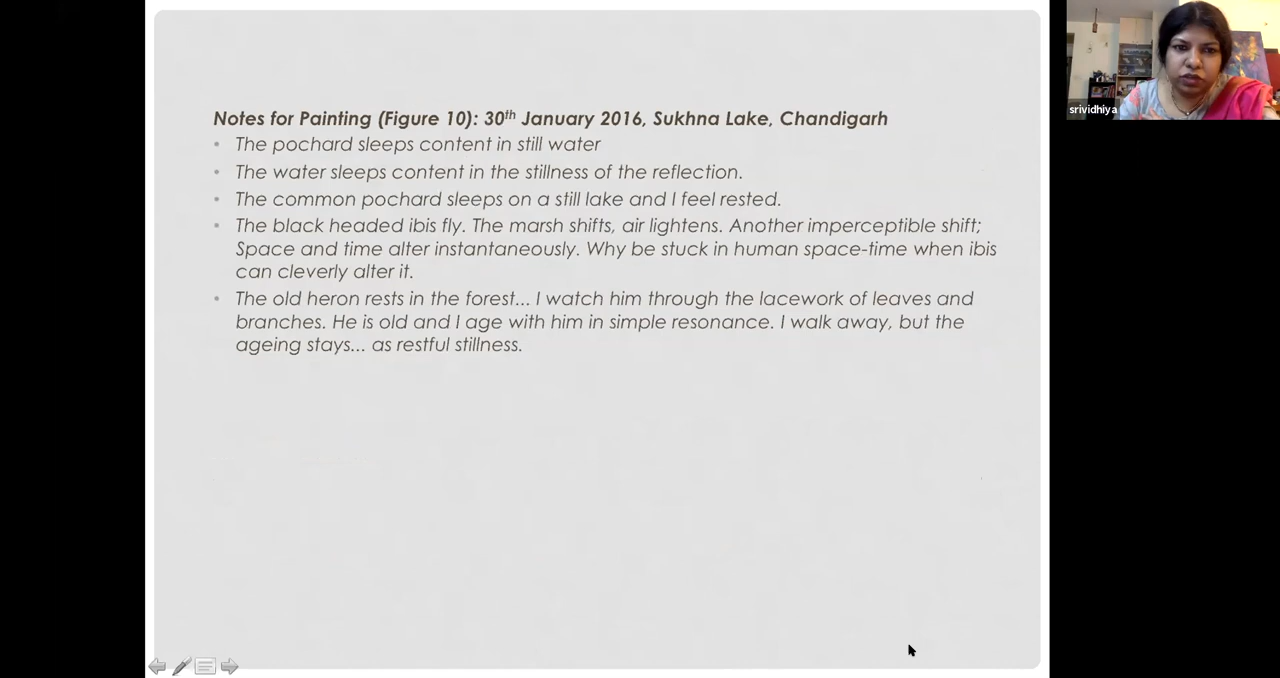 Notes for Painting (Figure 10): 30th January 2016, Sukhna Lake, Chandigarh
• The pochard sleeps content in still water
• The water sleeps content in the stillness of the reflection.
• The common pochard sleeps on a still lake and I feel rested.
• The black headed ibis fly. The marsh shifts, air lightens. Another imperceptible shift;
Space and time alter instantaneously. Why be stuck in human space-time when ibis
can cleverly alter it.
• The old heron rests in the forest... I watch him through the lacework of leaves and
branches. He is old and I age with him in simple resonance. I walk away, but the
ageing stays... as restful stillness.
srividhiya